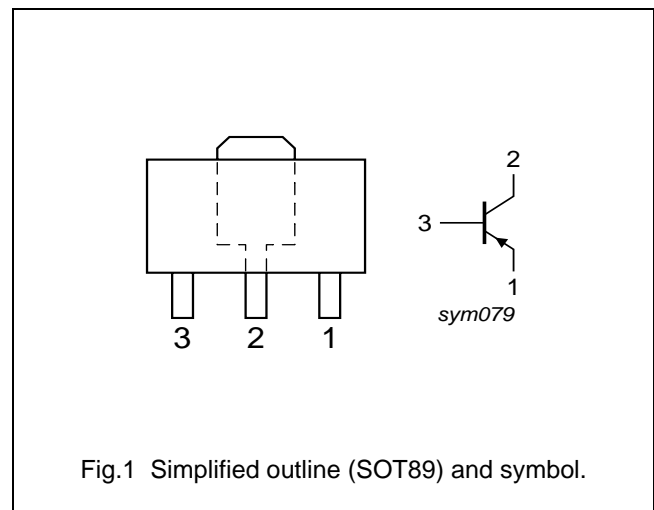 2
3
1
sym079
3 2 1
Fig.1 Simplified outline (SOT89) and symbol.